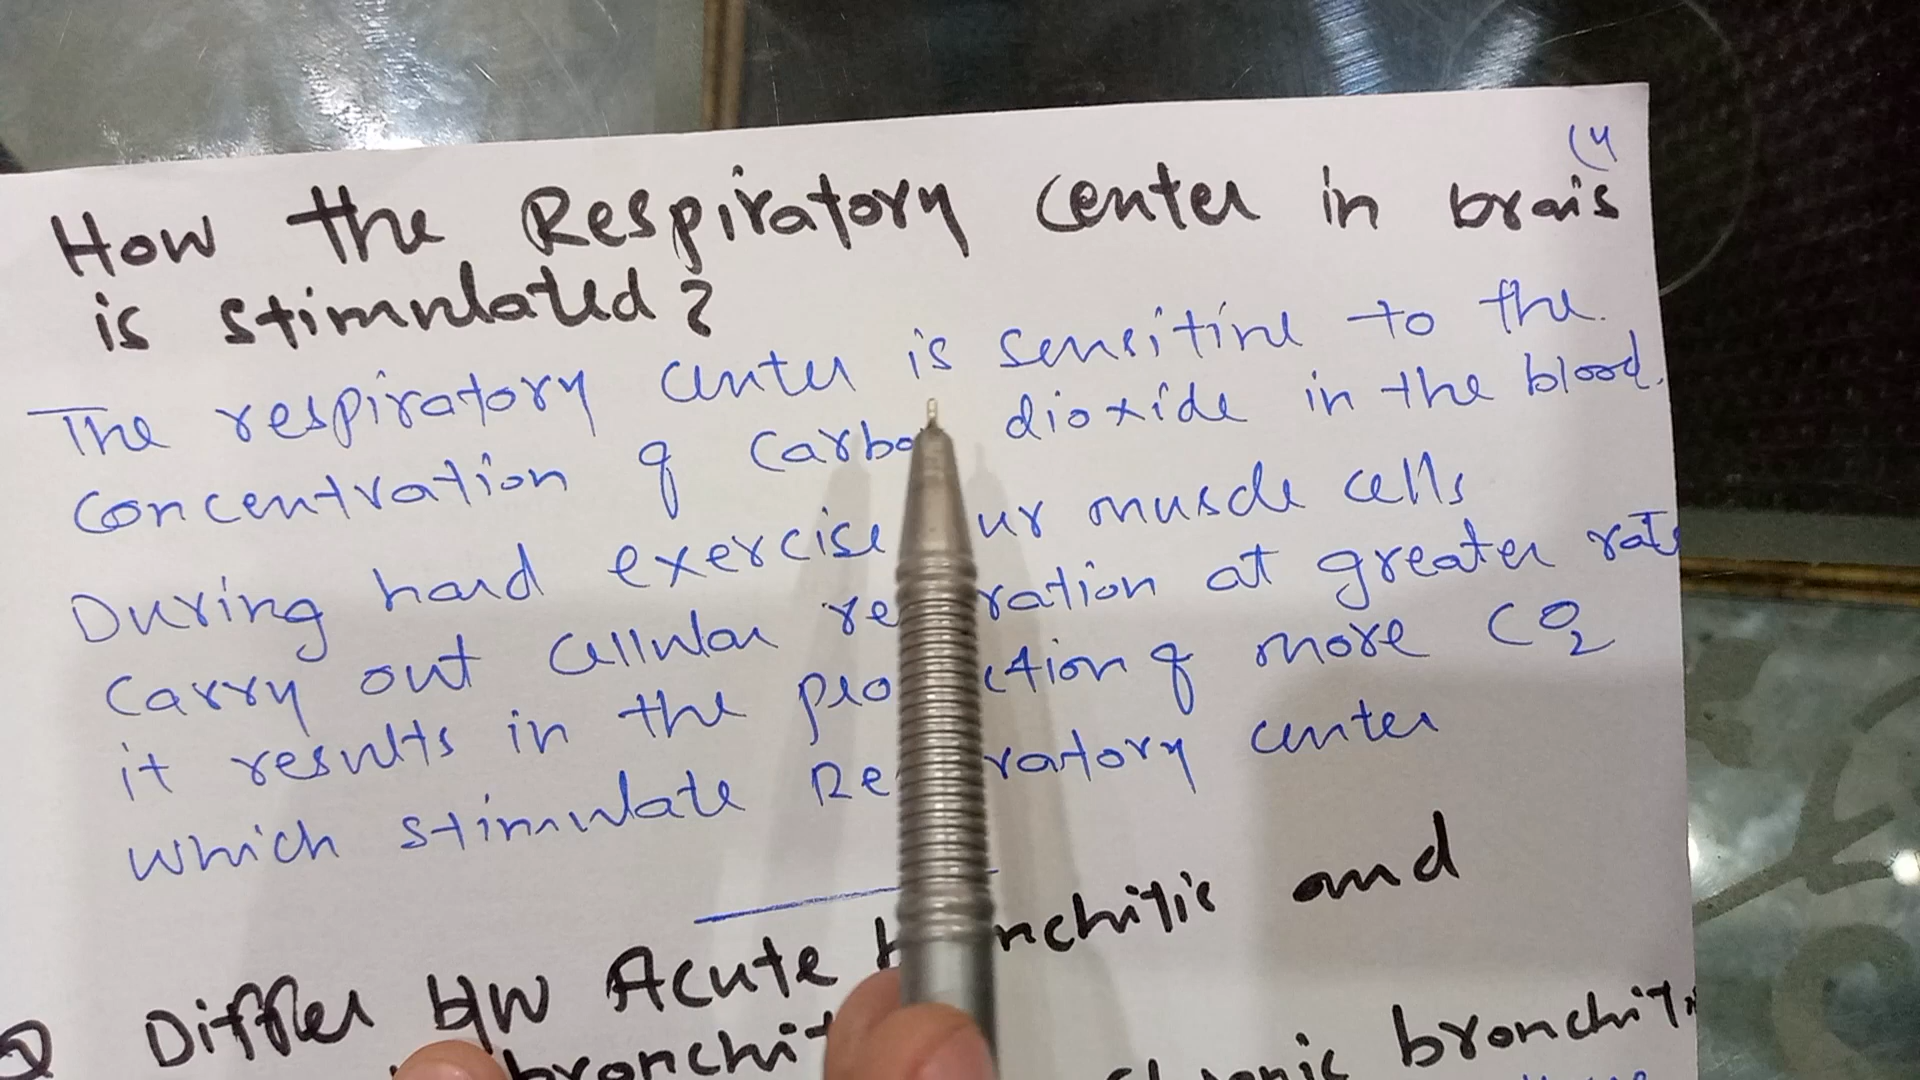 (4
How the Respiratory center in brais
is stimulated?
The respiratory center is sensitive to the.
concentration of carbo dioxide in the blood.
During hard exercise ur muscle cells
carry out cellular re ration at greater rate
it results in the pro ction of more CO2
which stimulate Re ratory center
Q Differ b/w Acute b nchitis and
bronchit bronchiti